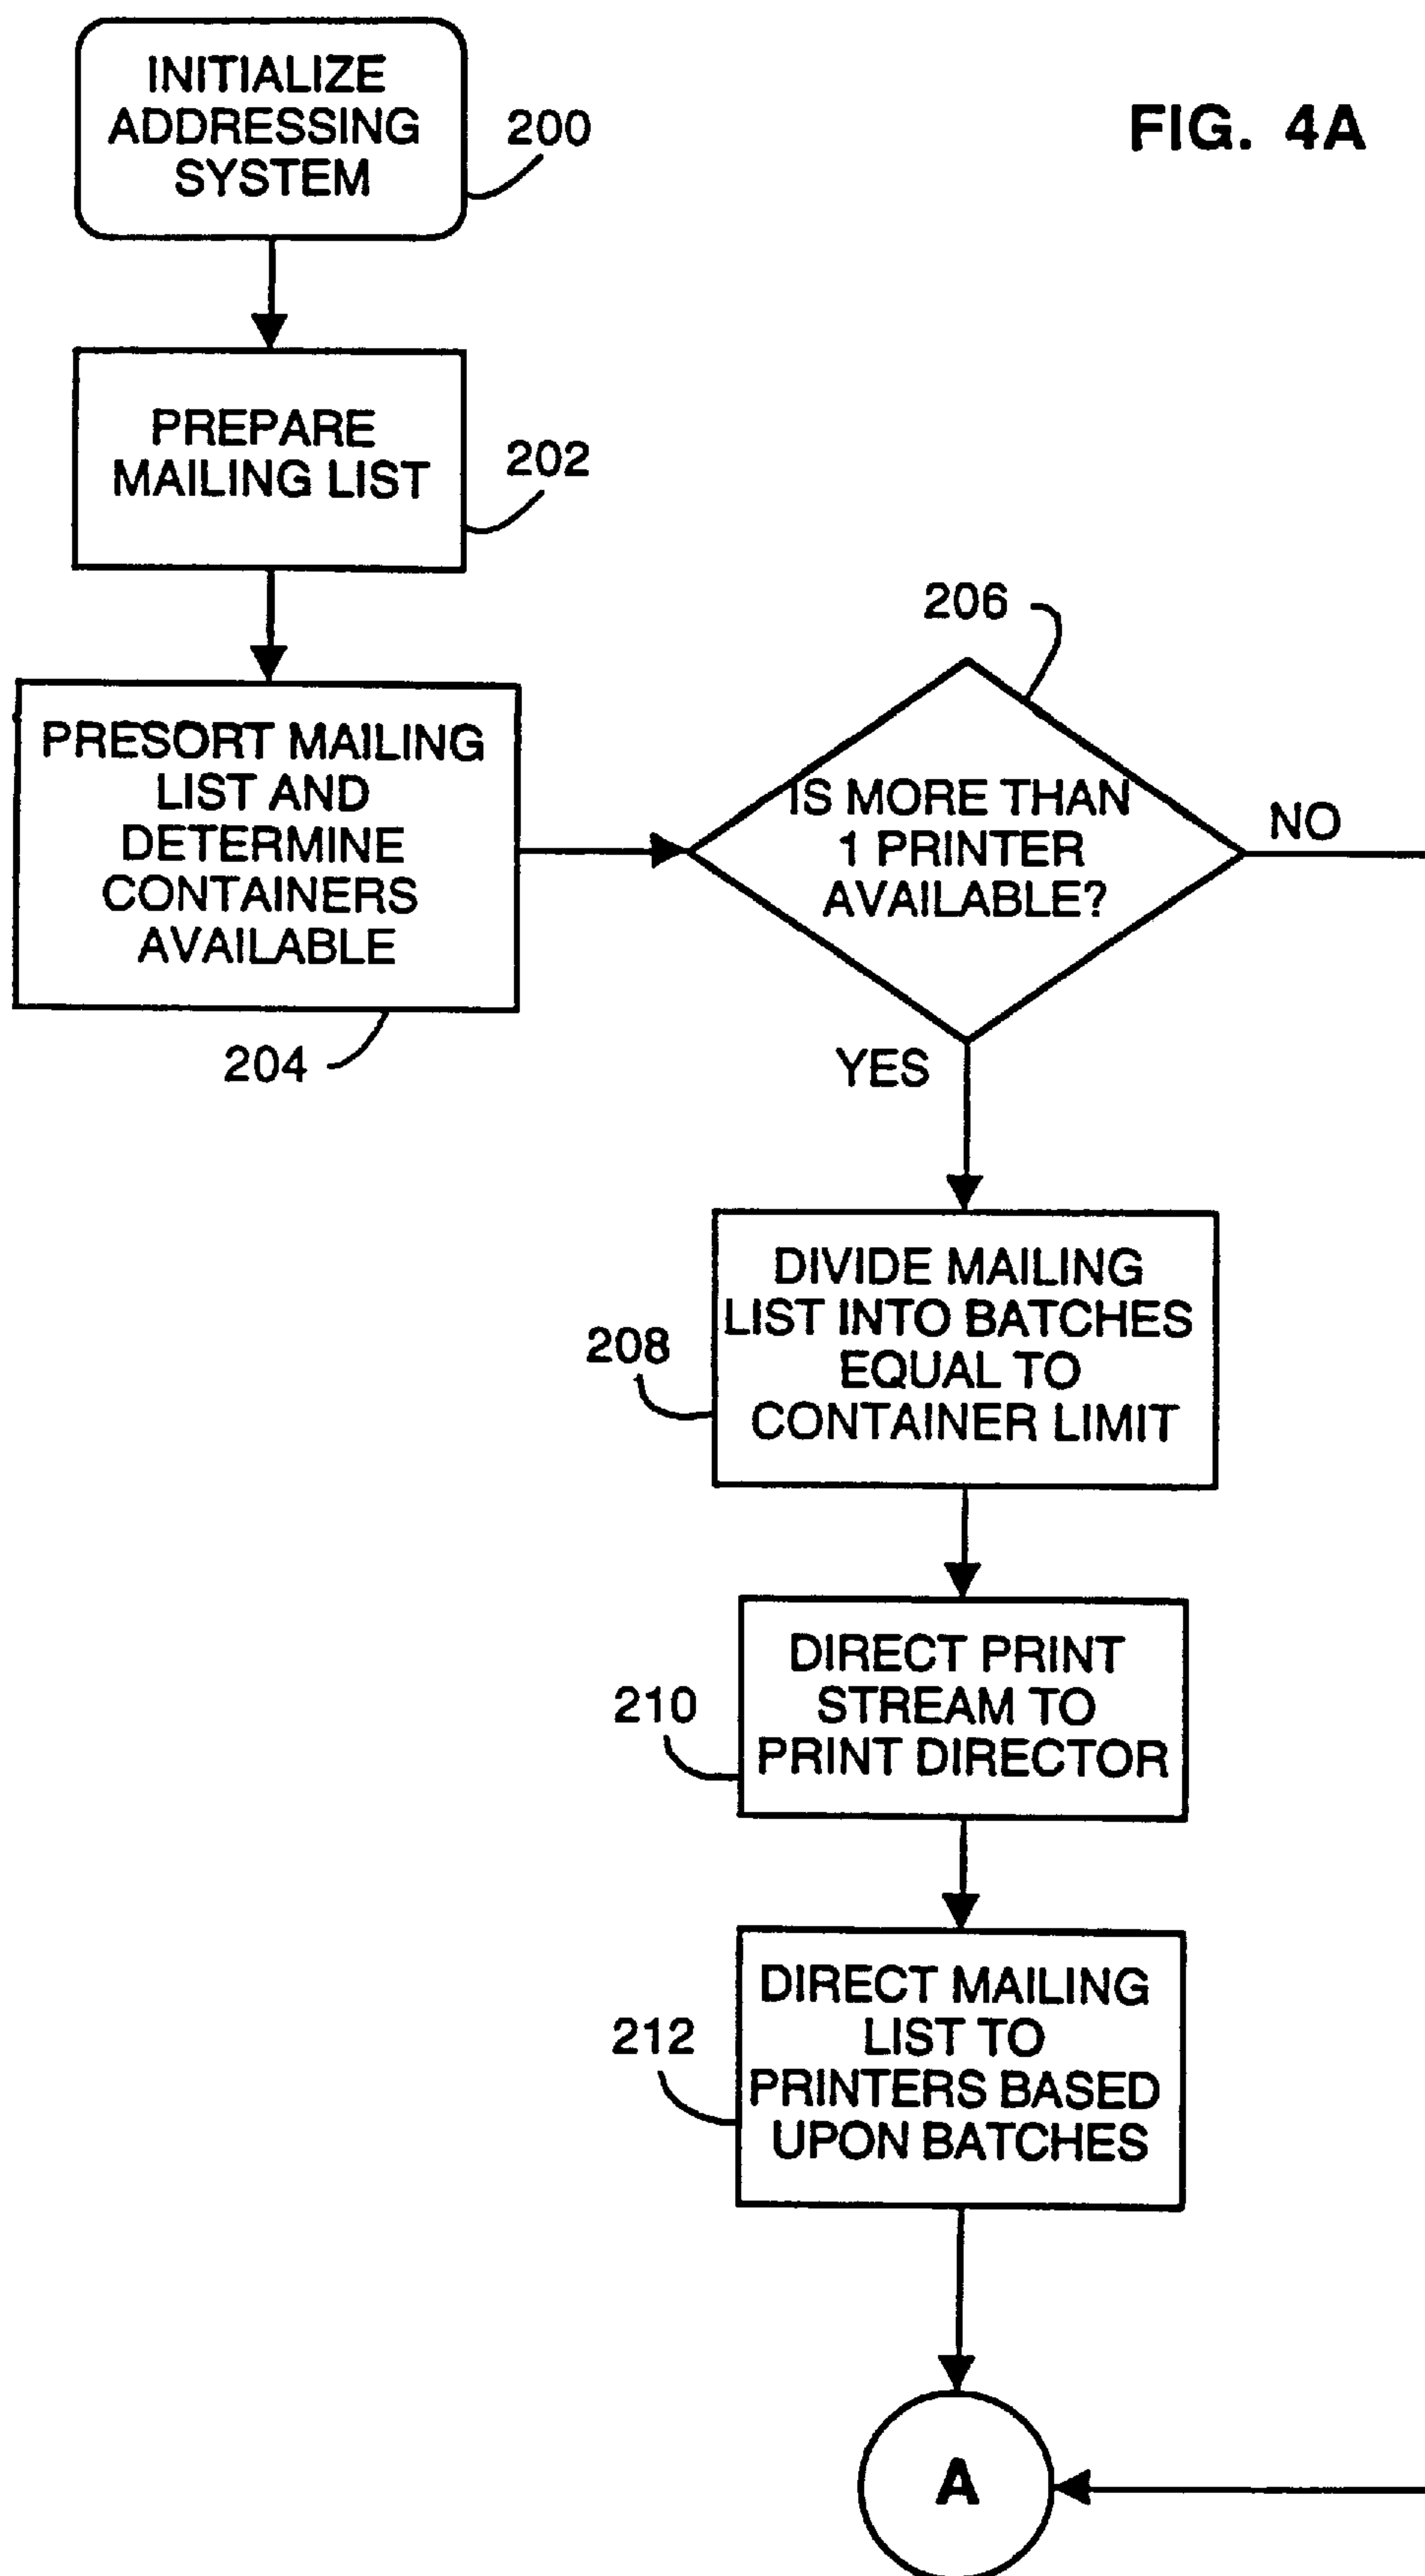 FIG. 4A
INITIALIZE
ADDRESSING
SYSTEM
200
PREPARE
MAILING LIST
202
PRESORT MAILING
LIST AND
DETERMINE
CONTAINERS
AVAILABLE
204
206
IS MORE THAN
1 PRINTER
AVAILABLE?
NO
YES
DIVIDE MAILING
LIST INTO BATCHES
EQUAL TO
CONTAINER LIMIT
208
DIRECT PRINT
STREAM TO
PRINT DIRECTOR
210
DIRECT MAILING
LIST TO
PRINTERS BASED
UPON BATCHES
212
A